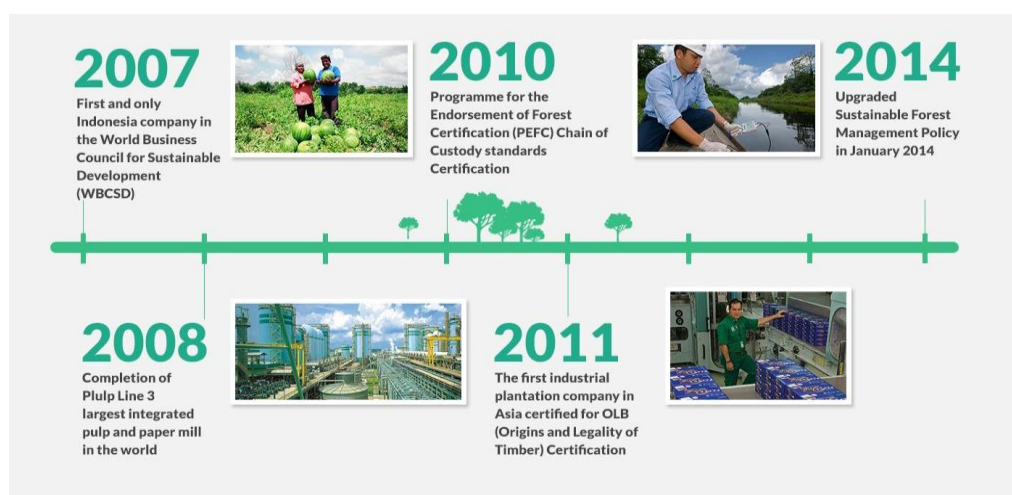 2007
First and only
Indonesia company in
the World Business
Council for Sustainable
Development
(WBCSD)
2010
Programme for the
Endorsement of Forest
Certification (PEFC) Chain of
Custody standards
Certification
2014
Upgraded
Sustainable Forest
Management Policy
in January 2014
2008
Completion of
Plulp Line 3
largest integrated
pulp and paper mill
in the world
2011
The first industrial
plantation company in
Asia certified for OLB
(Origins and Legality of
Timber) Certification